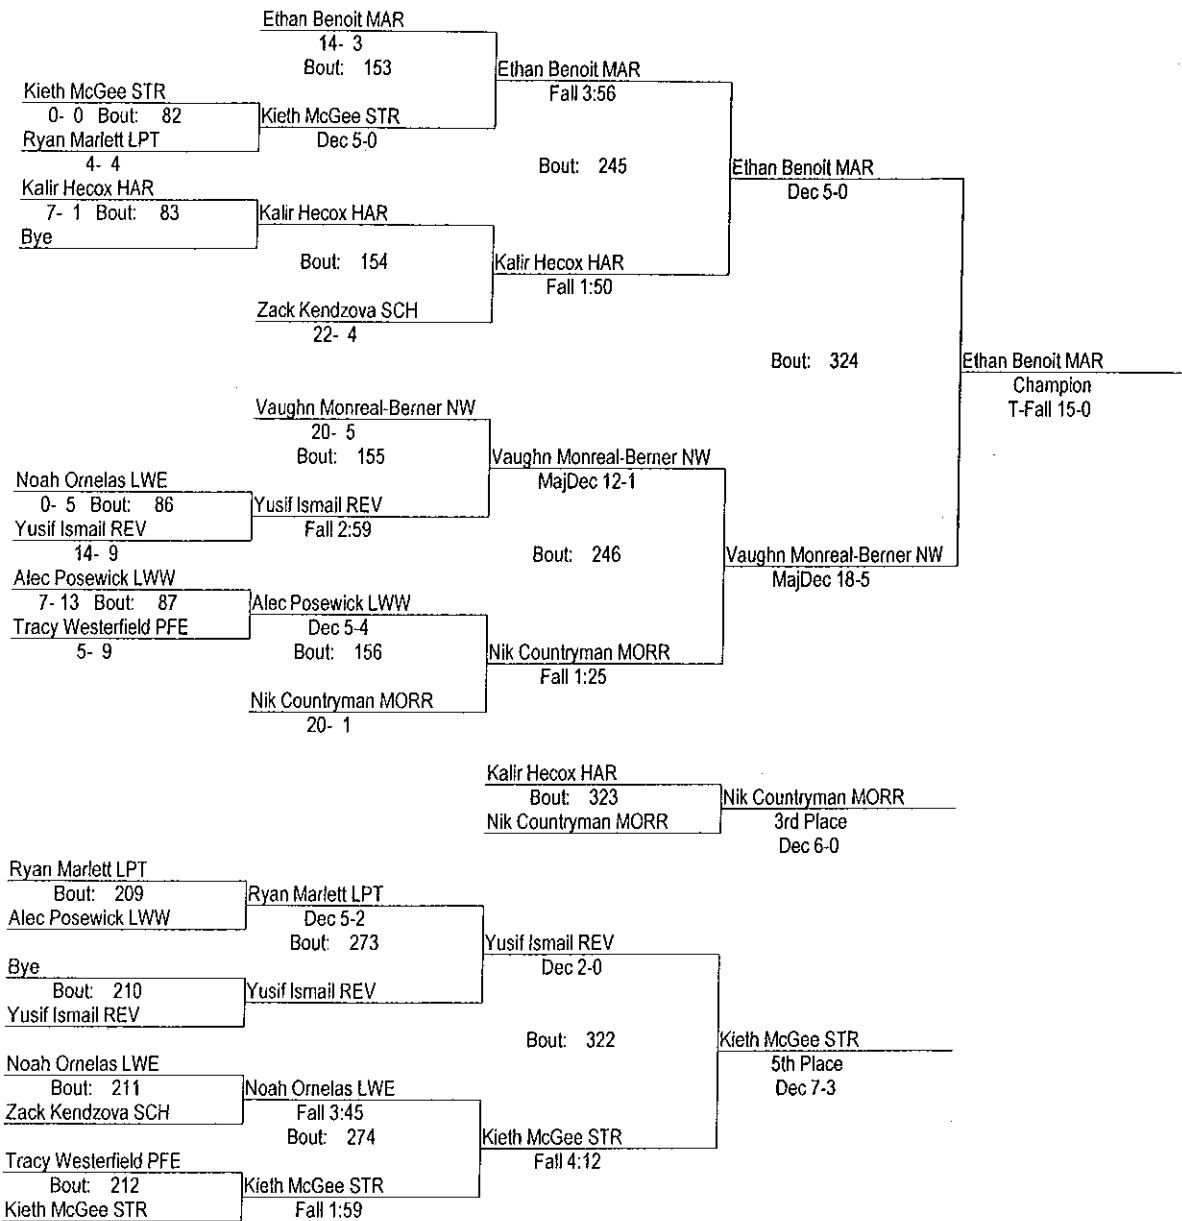 Ethan Benoit MAR
14- 3
Bout: 153
Ethan Benoit MAR
Fall 3:56
Kieth McGee STR
0- 0 Bout: 82
Kieth McGee STR
Dec 5-0
Ryan Marlett LPT
4- 4
Bout: 245
Ethan Benoit MAR
Dec 5-0
Kalir Hecox HAR
7- 1 Bout: 83
Kalir Hecox HAR
Bye
Bout: 154
Kalir Hecox HAR
Fall 1:50
Zack Kendzova SCH
22- 4
Bout: 324
Ethan Benoit MAR
Champion
T-Fall 15-0
Vaughn Monreal-Berner NW
20- 5
Bout: 155
Vaughn Monreal-Berner NW
MajDec 12-1
Noah Ornelas LWE
0- 5 Bout: 86
Yusif Ismail REV
Fall 2:59
Yusif Ismail REV
14- 9
Bout: 246
Vaughn Monreal-Berner NW
MajDec 18-5
Alec Posewick LWW
7- 13 Bout: 87
Alec Posewick LWW
Dec 5-4
Tracy Westerfield PFE
5- 9
Bout: 156
Nik Countryman MORR
Fall 1:25
Nik Countryman MORR
20- 1
Kalir Hecox HAR
Bout: 323
Nik Countryman MORR
Nik Countryman MORR
3rd Place
Dec 6-0
Ryan Marlett LPT
Bout: 209
Ryan Marlett LPT
Alec Posewick LWW
Dec 5-2
Bout: 273
Yusif Ismail REV
Dec 2-0
Bye
Bout: 210
Yusif Ismail REV
Yusif Ismail REV
Bout: 322
Kieth McGee STR
5th Place
Dec 7-3
Noah Ornelas LWE
Bout: 211
Noah Ornelas LWE
Zack Kendzova SCH
Fall 3:45
Bout: 274
Kieth McGee STR
Fall 4:12
Tracy Westerfield PFE
Bout: 212
Kieth McGee STR
Kieth McGee STR
Fall 1:59